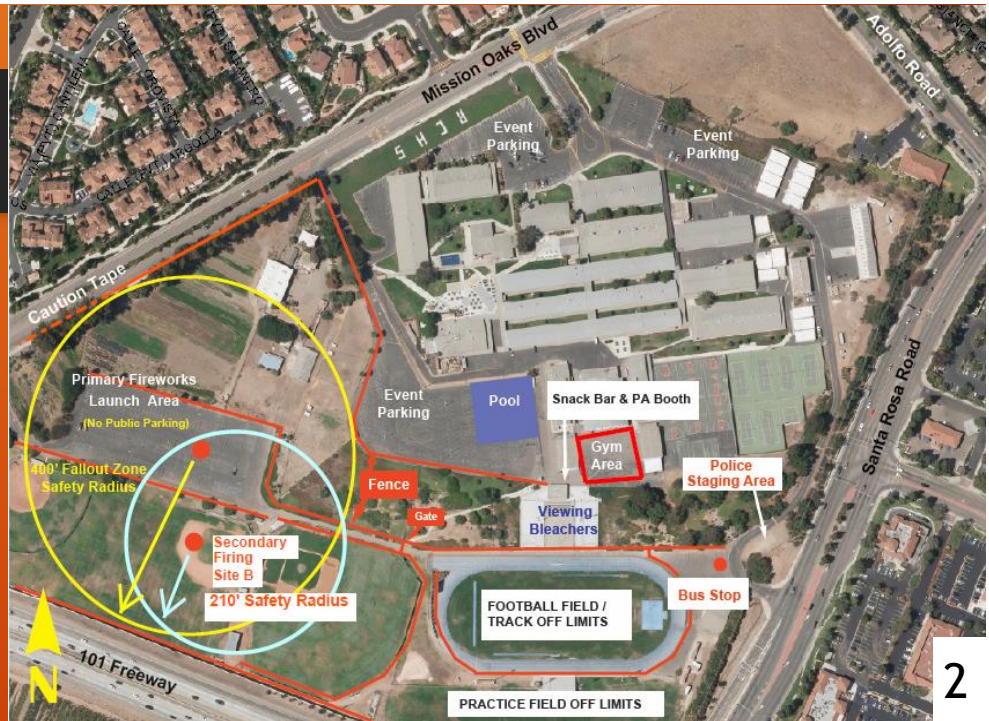 Mission Oaks Blvd
Adolfo Road
CALLE ARGOLLA
RCHS
Event
Parking
Event
Parking
Caution Tape
Primary Fireworks
Launch Area
(No Public Parking)
400' Fallout Zone
Safety Radius
Event
Parking
Pool
Snack Bar & PA Booth
Gym
Area
Santa Rosa Road
Police
Staging Area
Fence
Gate
Viewing
Bleachers
Secondary
Firing
Site B
210' Safety Radius
Bus Stop
FOOTBALL FIELD /
TRACK OFF LIMITS
101 Freeway
N
PRACTICE FIELD OFF LIMITS
2